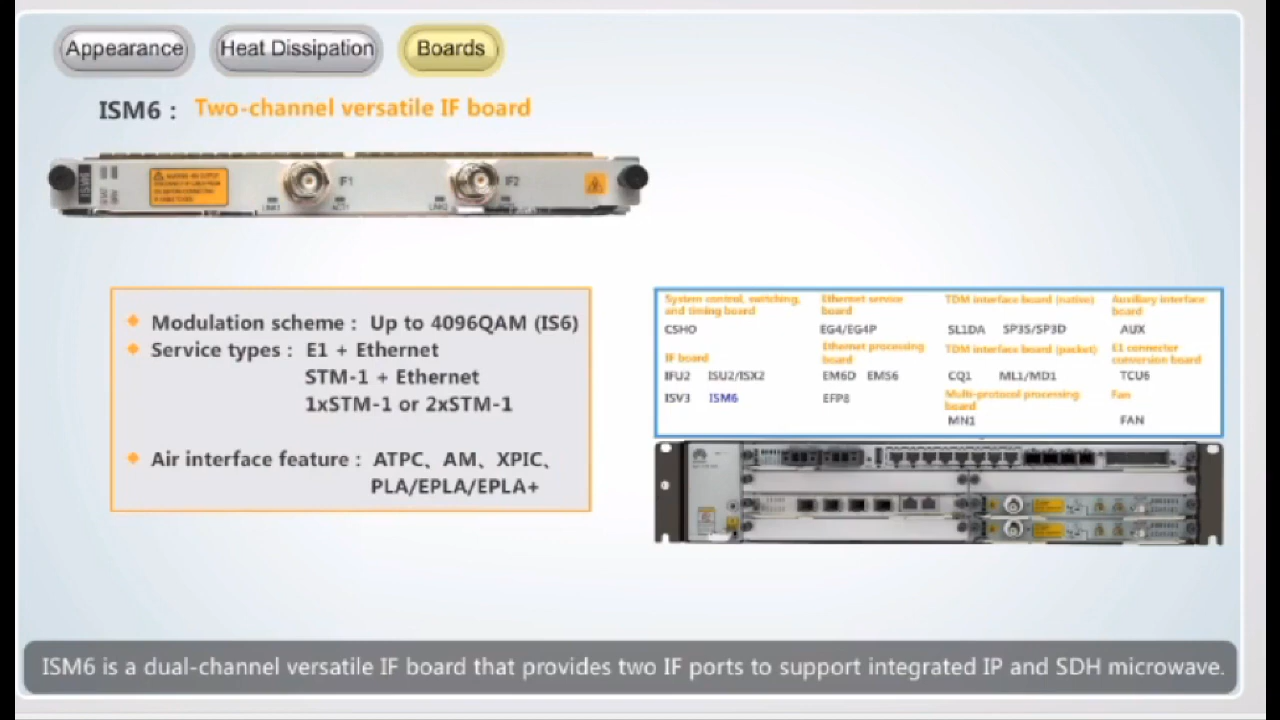 Appearance
Heat Dissipation
Boards
ISM6 : Two-channel versatile IF board
ISM6
IF1
IF2
◆ Modulation scheme : Up to 4096QAM (IS6)
◆ Service types : E1 + Ethernet
STM-1 + Ethernet
1xSTM-1 or 2xSTM-1
◆ Air interface feature : ATPC、AM、XPIC、
PLA/EPLA/EPLA+
System control, switching, and timing board
CSHO
IF board
IFU2 ISU2/ISX2
ISV3 ISM6
Ethernet service board
EG4/EG4P
Ethernet processing board
EM6D EMS6
EFP8
TDM interface board (native)
SL1DA SP3S/SP3D
TDM interface board (packet)
CQ1 ML1/MD1
Multi-protocol processing board
MN1
Auxiliary interface board
AUX
E1 connecter conversion board
TCU6
Fan
FAN
ISM6 is a dual-channel versatile IF board that provides two IF ports to support integrated IP and SDH microwave.